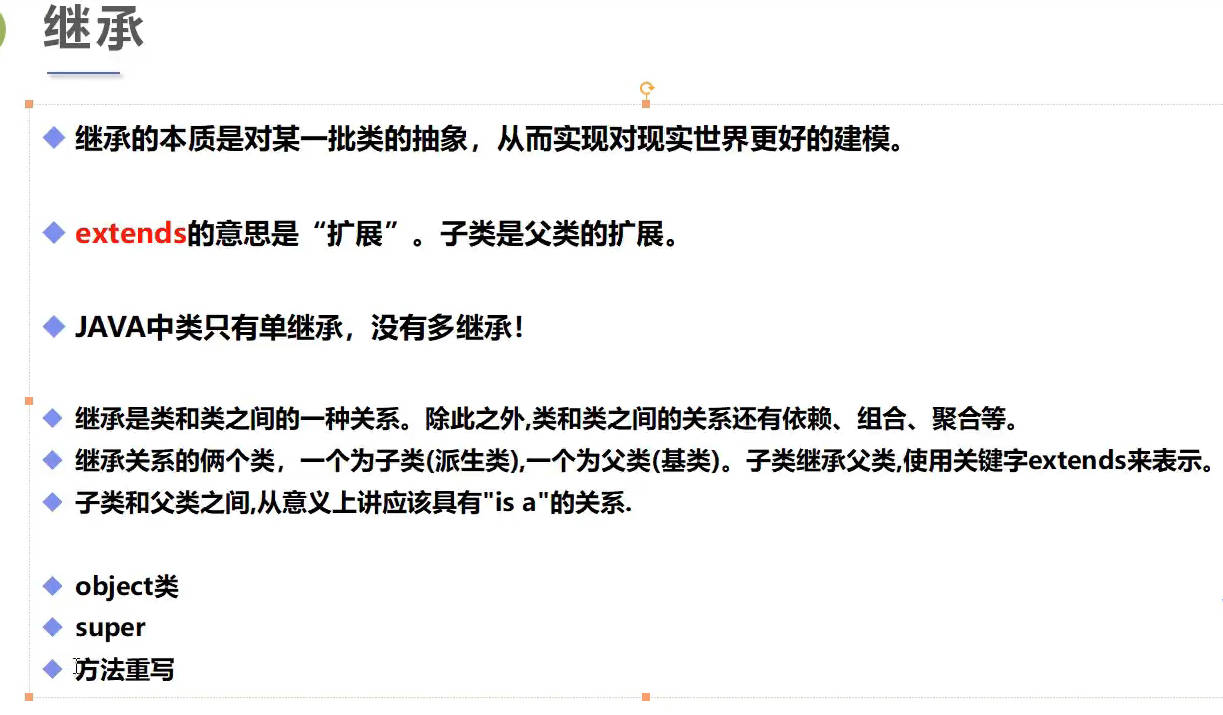 继承
继承的本质是对某一批类的抽象，从而实现对现实世界更好的建模。
extends的意思是“扩展”。子类是父类的扩展。
JAVA中类只有单继承，没有多继承！
继承是类和类之间的一种关系。除此之外,类和类之间的关系还有依赖、组合、聚合等。
继承关系的俩个类，一个为子类(派生类),一个为父类(基类)。子类继承父类,使用关键字extends来表示。
子类和父类之间,从意义上讲应该具有"is a"的关系.
object类
super
方法重写